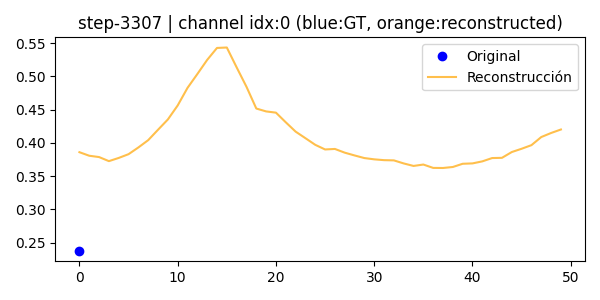 step-3307 | channel idx:0 (blue:GT, orange:reconstructed)
0.55
0.50
0.45
0.40
0.35
0.30
0.25
Original
Reconstrucción
0 10 20 30 40 50